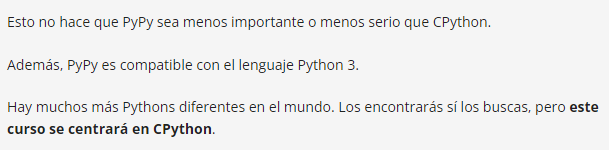 Esto no hace que PyPy sea menos importante o menos serio que CPython.
Además, PyPy es compatible con el lenguaje Python 3.
Hay muchos más Pythons diferentes en el mundo. Los encontrarás sí los buscas, pero este
curso se centrará en CPython.